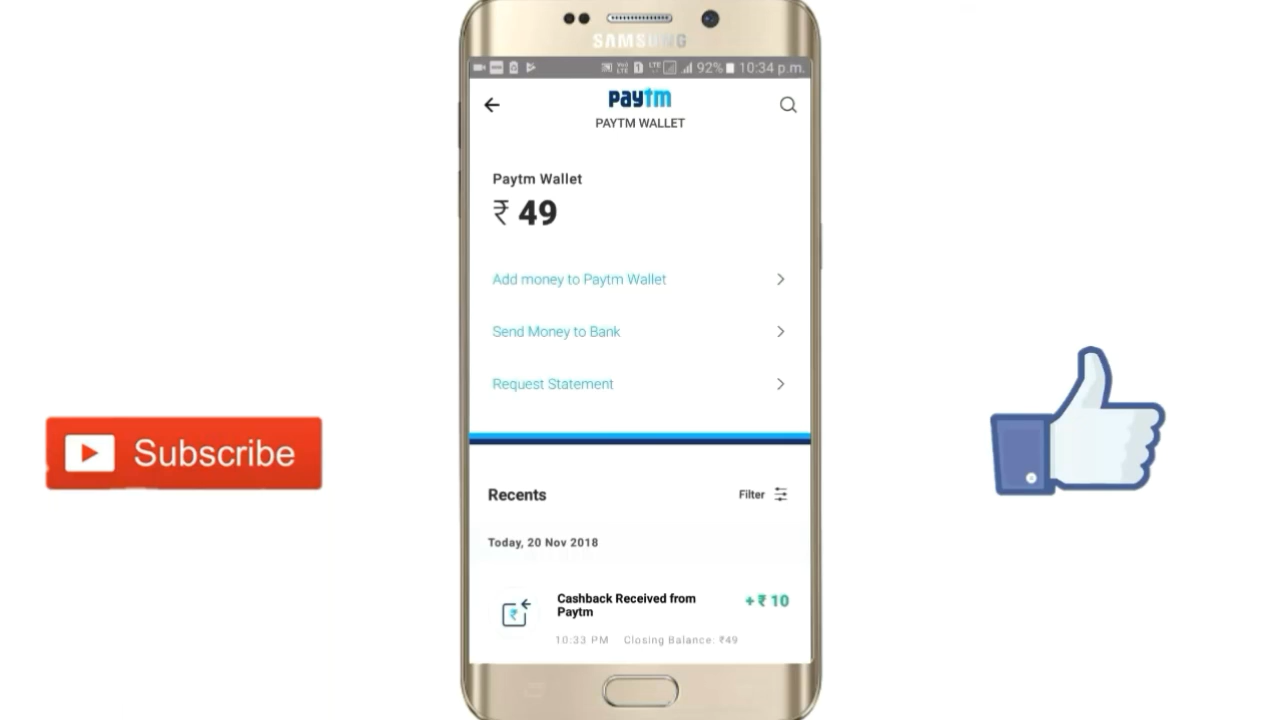 SAMSUNG
92% 10:34 p.m.
paytm
PAYTM WALLET
Paytm Wallet
₹ 49
Add money to Paytm Wallet
Send Money to Bank
Request Statement
Subscribe
Recents
Filter
Today, 20 Nov 2018
Cashback Received from
Paytm
+ ₹ 10
10:33 PM Closing Balance: ₹49